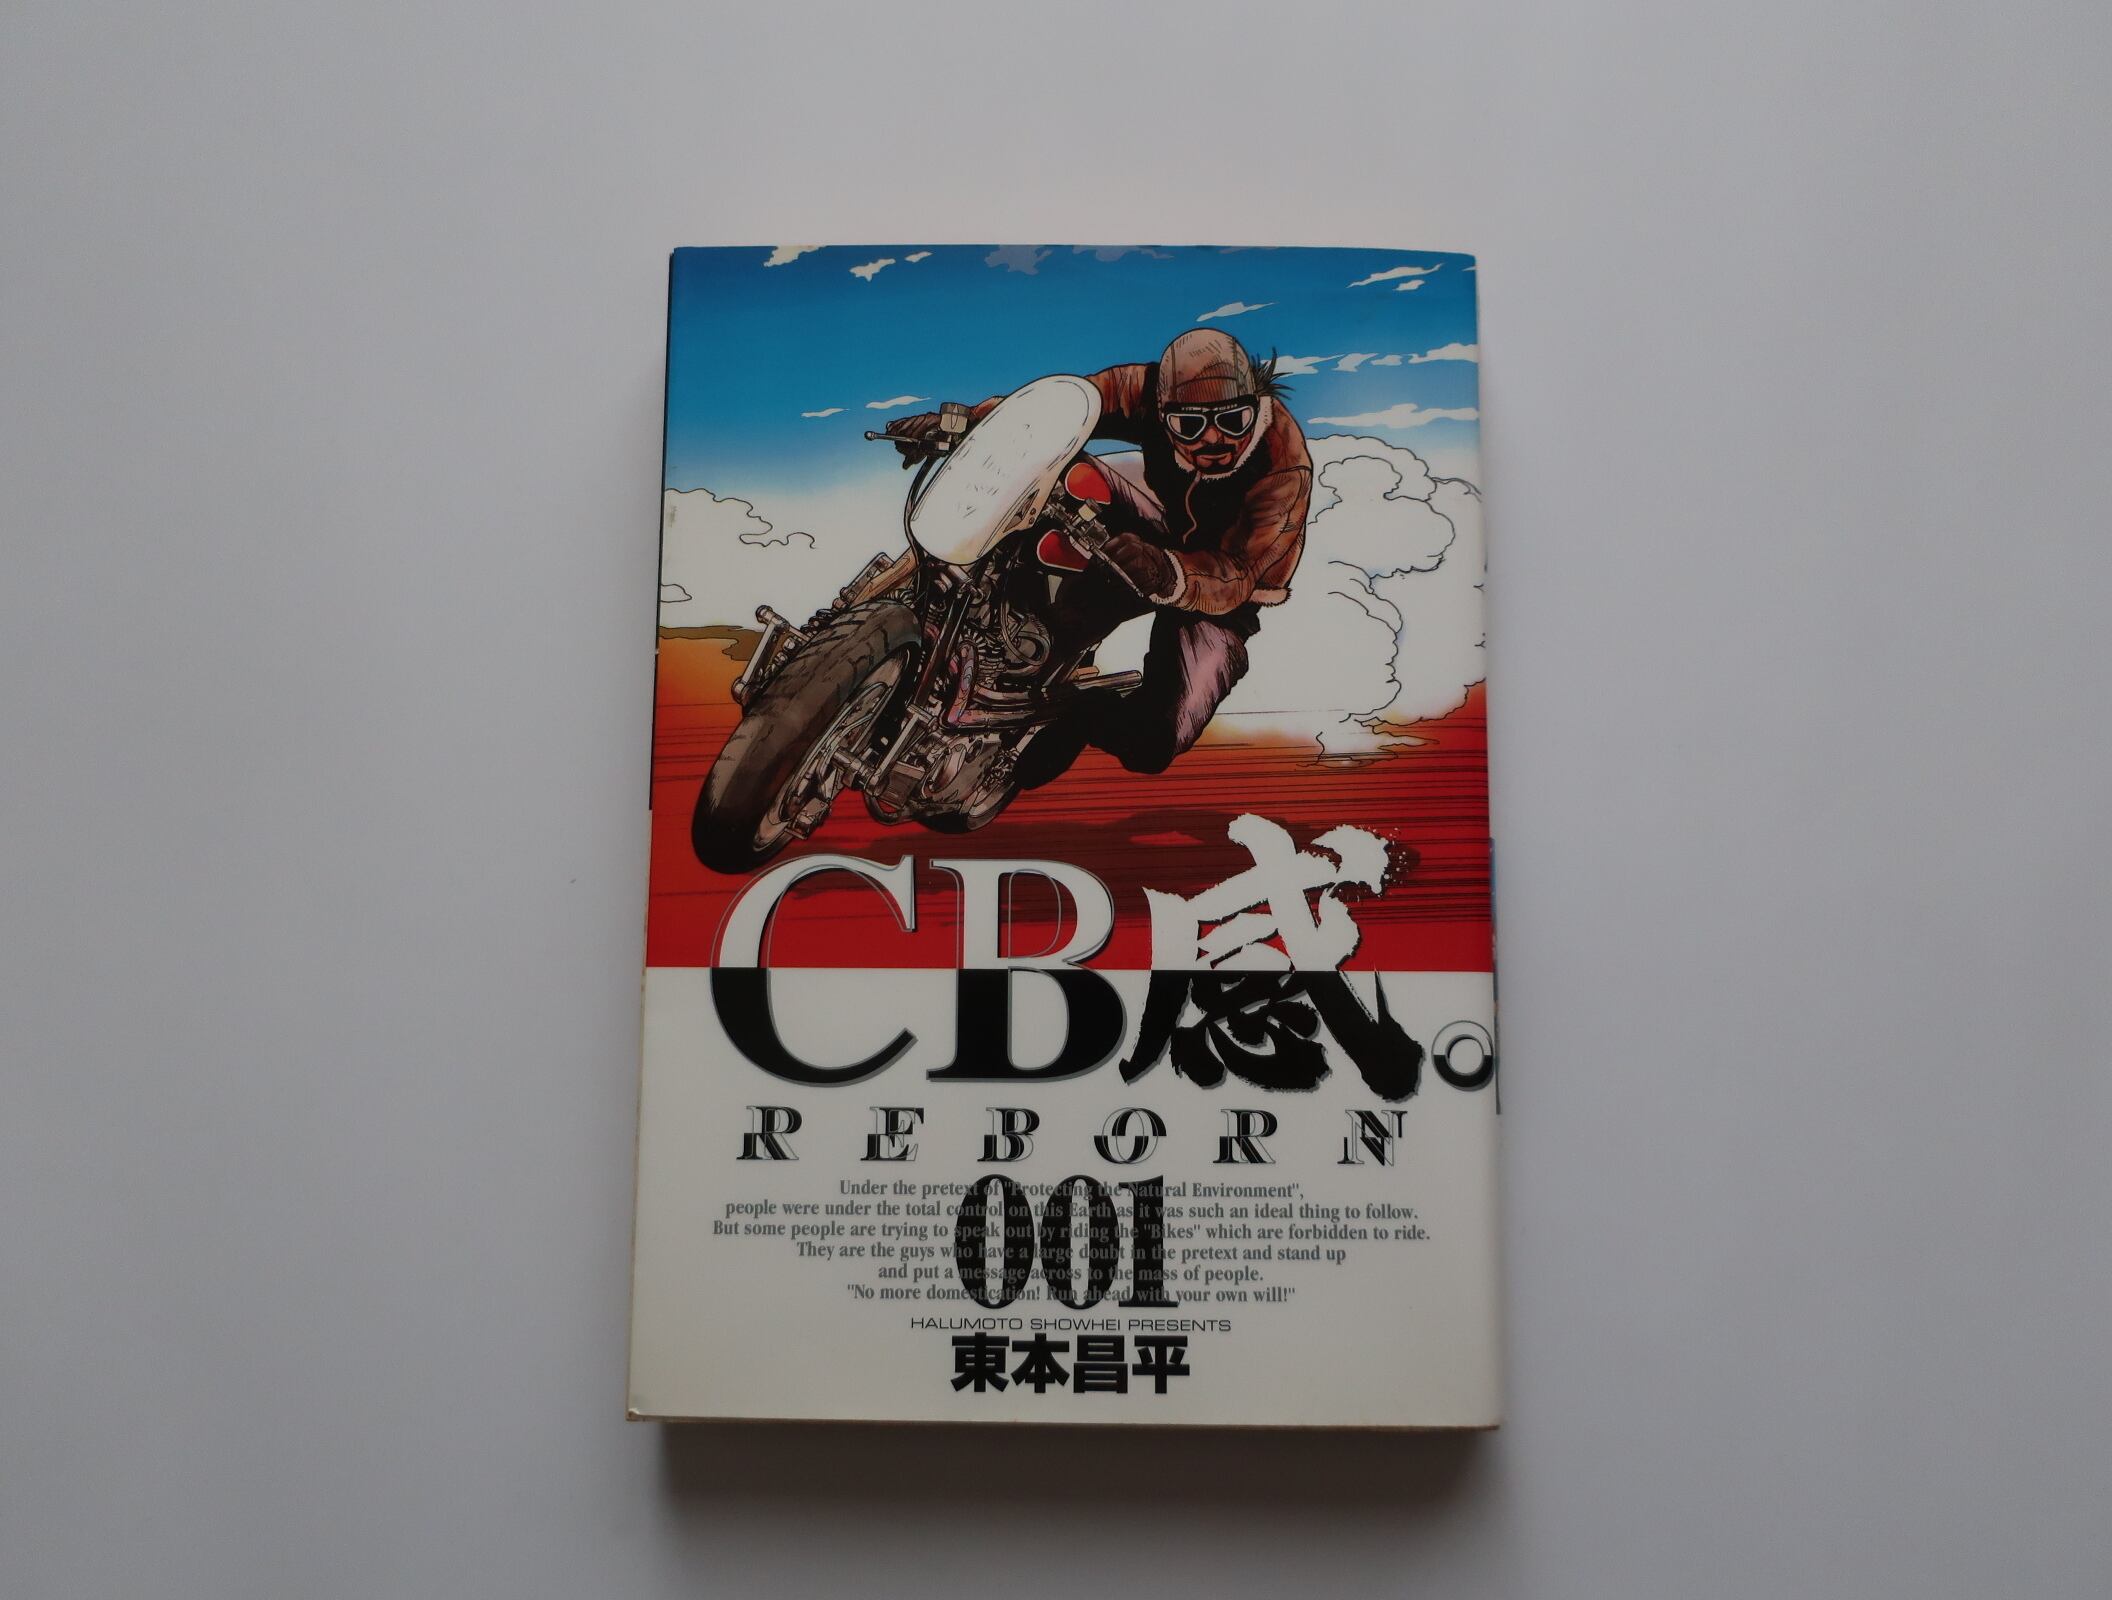 CB感。
REBORN
001
Under the pretext of "Protecting the Natural Environment",
people were under the total control on this Earth as it was such an ideal thing to follow.
But some people are trying to speak out by riding the "Bikes" which are forbidden to ride.
They are the guys who have a large doubt in the pretext and stand up
and put a message across to the mass of people.
"No more domestication! Run ahead with your own will!"
HALUMOTO SHOWHEI PRESENTS
東本昌平